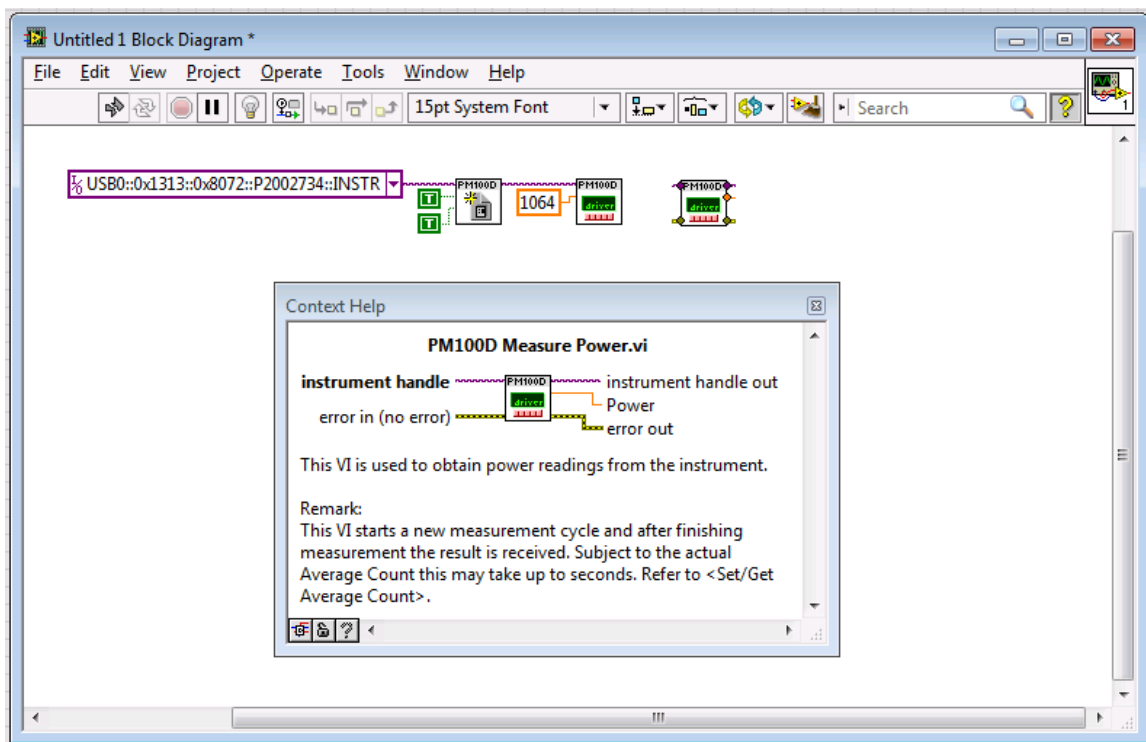 Untitled 1 Block Diagram *
File Edit View Project Operate Tools Window Help
15pt System Font Search 1
USB0::0x1313::0x8072::P2002734::INSTR
PM100D PM100D PM100D
T 1064 driver driver
T
Context Help
PM100D Measure Power.vi
instrument handle PM100D instrument handle out
driver Power
error in (no error) error out
This VI is used to obtain power readings from the instrument.
Remark:
This VI starts a new measurement cycle and after finishing
measurement the result is received. Subject to the actual
Average Count this may take up to seconds. Refer to <Set/Get
Average Count>.